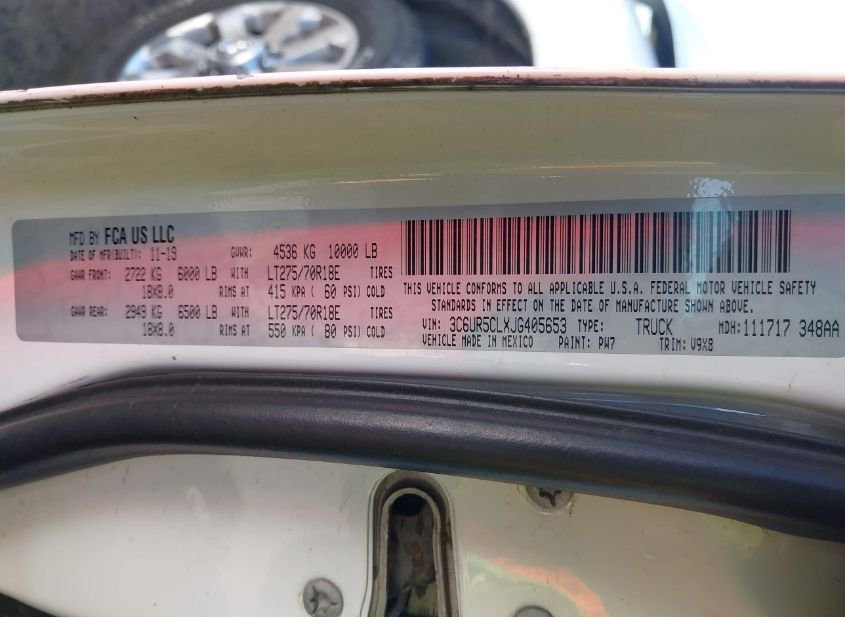 MFD BY FCA US LLC
DATE OF MFR(BUILT): 11-19 GVWR: 4536 KG 10000 LB
GAWR FRONT: 2722 KG 6000 LB WITH LT275/70R18E TIRES
18X8.0 RIMS AT 415 KPA ( 60 PSI) COLD
GAWR REAR: 2949 KG 6500 LB WITH LT275/70R18E TIRES
18X8.0 RIMS AT 550 KPA ( 80 PSI) COLD
THIS VEHICLE CONFORMS TO ALL APPLICABLE U.S.A. FEDERAL MOTOR VEHICLE SAFETY
STANDARDS IN EFFECT ON THE DATE OF MANUFACTURE SHOWN ABOVE.
VIN: 3C6UR5CLXJG405653 TYPE: TRUCK MDH: 111717 348AA
VEHICLE MADE IN MEXICO PAINT: PW7 TRIM: V9X8